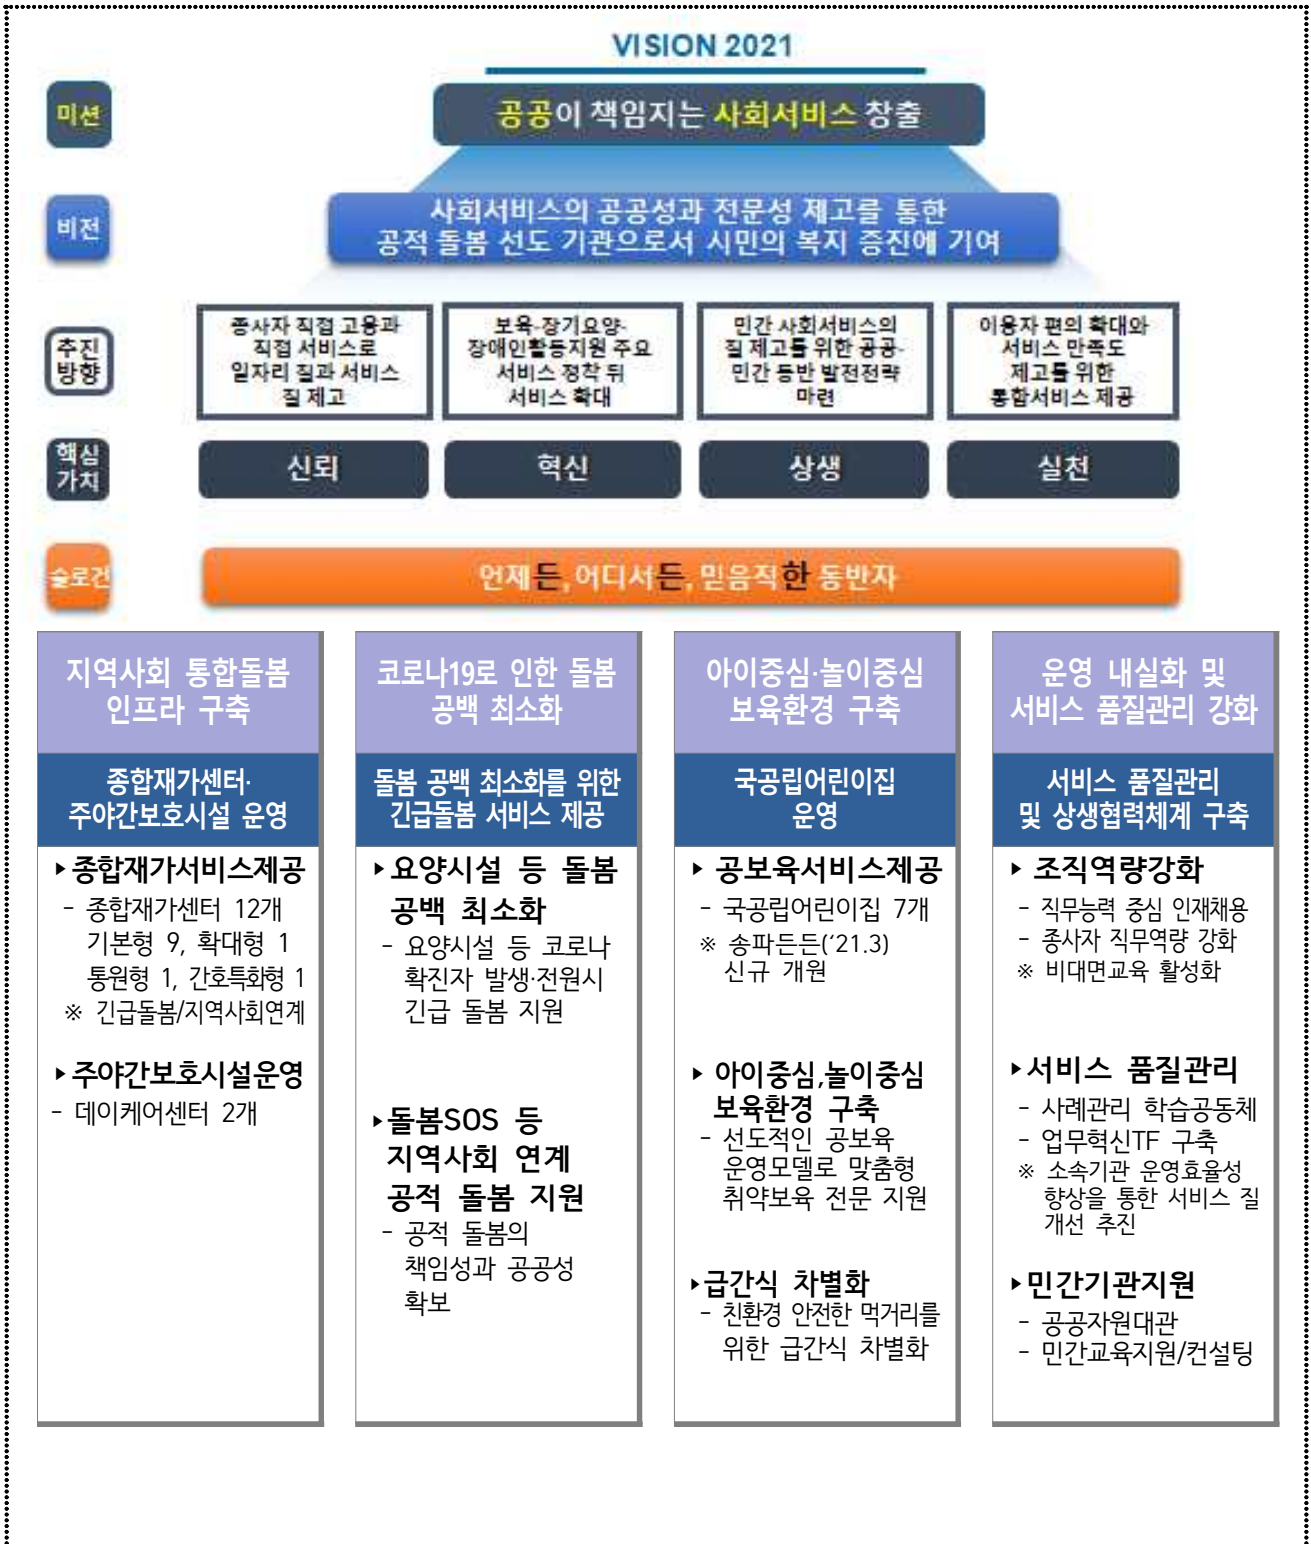 VISION 2021
미션
공공이 책임지는 사회서비스 창출
비전
사회서비스의 공공성과 전문성 제고를 통한
공적 돌봄 선도 기관으로서 시민의 복지 증진에 기여
추진
방향
종사자 직접 고용과
직접 서비스로
일자리 질과 서비스
질 제고
보육·장기요양·
장애인활동지원 주요
서비스 정착 뒤
서비스 확대
민간 사회서비스의
질 제고를 위한 공공·
민간 동반 발전전략
마련
이용자 편의 확대와
서비스 만족도
제고를 위한
통합서비스 제공
핵심
가치
신뢰
혁신
상생
실천
슬로건
언제든, 어디서든, 믿음직한 동반자
지역사회 통합돌봄
인프라 구축
종합재가센터·
주야간보호시설 운영
▸종합재가서비스제공
- 종합재가센터 12개
기본형 9, 확대형 1
통원형 1, 간호특화형 1
※ 긴급돌봄/지역사회연계
▸주야간보호시설운영
- 데이케어센터 2개
코로나19로 인한 돌봄
공백 최소화
돌봄 공백 최소화를 위한
긴급돌봄 서비스 제공
▸요양시설 등 돌봄
공백 최소화
- 요양시설 등 코로나
확진자 발생·전원시
긴급 돌봄 지원
▸돌봄SOS 등
지역사회 연계
공적 돌봄 지원
- 공적 돌봄의
책임성과 공공성
확보
아이중심·놀이중심
보육환경 구축
국공립어린이집
운영
▸ 공보육서비스제공
- 국공립어린이집 7개
※ 송파든든('21.3)
신규 개원
▸ 아이중심,놀이중심
보육환경 구축
- 선도적인 공보육
운영모델로 맞춤형
취약보육 전문 지원
▸급간식 차별화
- 친환경 안전한 먹거리를
위한 급간식 차별화
운영 내실화 및
서비스 품질관리 강화
서비스 품질관리
및 상생협력체계 구축
▸ 조직역량강화
- 직무능력 중심 인재채용
- 종사자 직무역량 강화
※ 비대면교육 활성화
▸서비스 품질관리
- 사례관리 학습공동체
- 업무혁신TF 구축
※ 소속기관 운영효율성
향상을 통한 서비스 질
개선 추진
▸민간기관지원
- 공공자원대관
- 민간교육지원/컨설팅